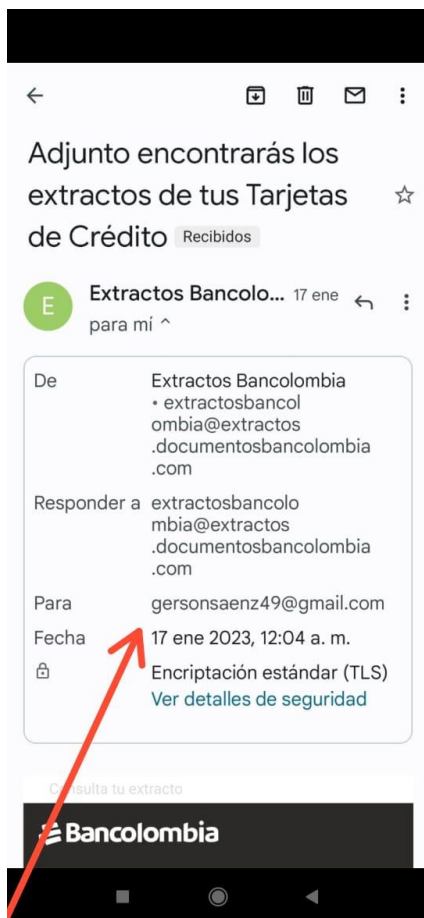 Adjunto encontrarás los
extractos de tus Tarjetas
de Crédito Recibidos
E
Extractos Bancolo... 17 ene
para mí
De Extractos Bancolombia
• extractosbancol
ombia@extractos
.documentosbancolombia
.com
Responder a extractosbancolo
mbia@extractos
.documentosbancolombia
.com
Para gersonsaenz49@gmail.com
Fecha 17 ene 2023, 12:04 a. m.
Encriptación estándar (TLS)
Ver detalles de seguridad
Consulta tu extracto
Bancolombia